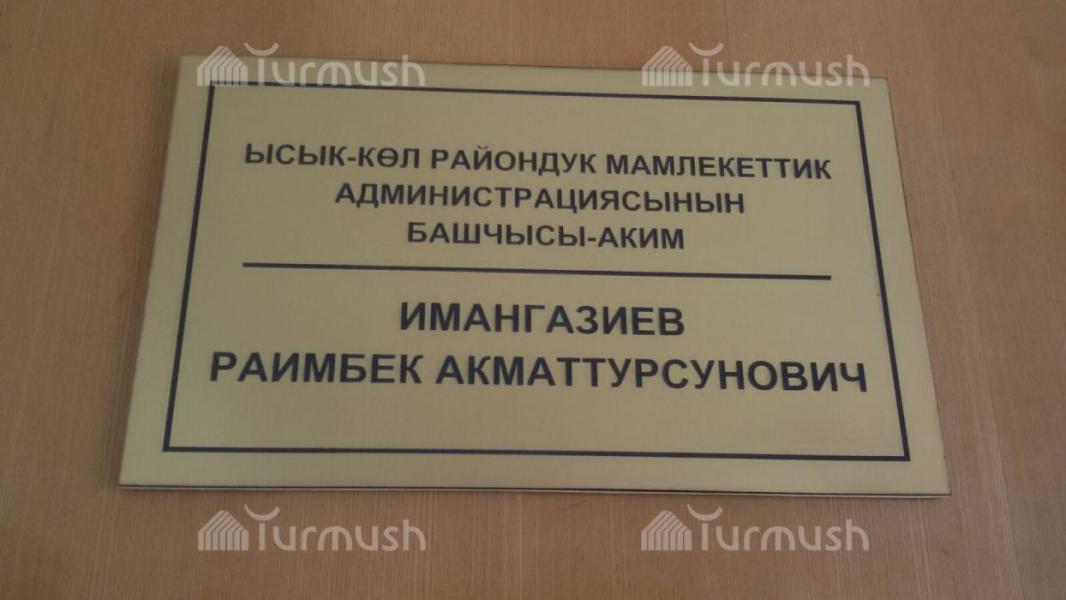 Turmush Turmush
ЫСЫК-КӨЛ РАЙОНДУК МАМЛЕКЕТТИК
АДМИНИСТРАЦИЯСЫНЫН
БАШЧЫСЫ-АКИМ
ИМАНГАЗИЕВ
РАИМБЕК АКМАТТУРСУНОВИЧ
Turmush Turmush